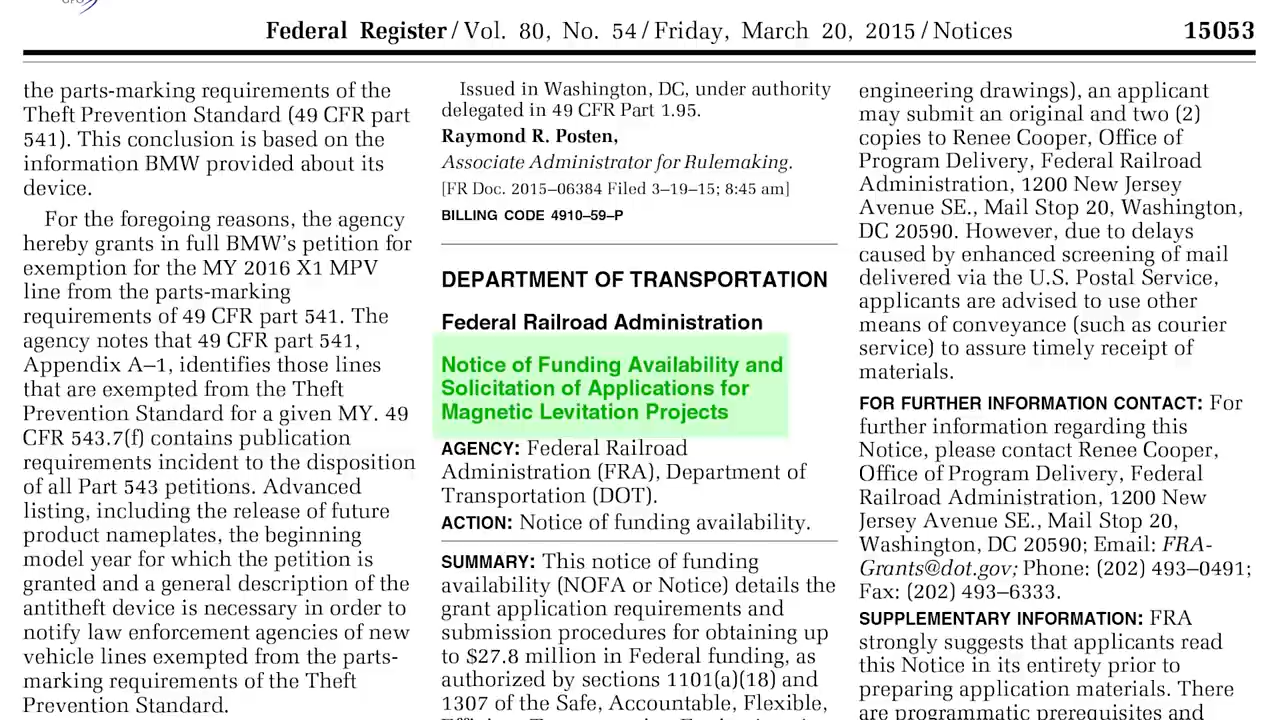 Federal Register / Vol. 80, No. 54 / Friday, March 20, 2015 / Notices 15053
the parts-marking requirements of the
Theft Prevention Standard (49 CFR part
541). This conclusion is based on the
information BMW provided about its
device.
For the foregoing reasons, the agency
hereby grants in full BMW's petition for
exemption for the MY 2016 X1 MPV
line from the parts-marking
requirements of 49 CFR part 541. The
agency notes that 49 CFR part 541,
Appendix A–1, identifies those lines
that are exempted from the Theft
Prevention Standard for a given MY. 49
CFR 543.7(f) contains publication
requirements incident to the disposition
of all Part 543 petitions. Advanced
listing, including the release of future
product nameplates, the beginning
model year for which the petition is
granted and a general description of the
antitheft device is necessary in order to
notify law enforcement agencies of new
vehicle lines exempted from the parts-
marking requirements of the Theft
Prevention Standard.
Issued in Washington, DC, under authority
delegated in 49 CFR Part 1.95.
Raymond R. Posten,
Associate Administrator for Rulemaking.
[FR Doc. 2015–06384 Filed 3–19–15; 8:45 am]
BILLING CODE 4910–59–P
DEPARTMENT OF TRANSPORTATION
Federal Railroad Administration
Notice of Funding Availability and
Solicitation of Applications for
Magnetic Levitation Projects
AGENCY: Federal Railroad
Administration (FRA), Department of
Transportation (DOT).
ACTION: Notice of funding availability.
SUMMARY: This notice of funding
availability (NOFA or Notice) details the
grant application requirements and
submission procedures for obtaining up
to $27.8 million in Federal funding, as
authorized by sections 1101(a)(18) and
1307 of the Safe, Accountable, Flexible,
engineering drawings), an applicant
may submit an original and two (2)
copies to Renee Cooper, Office of
Program Delivery, Federal Railroad
Administration, 1200 New Jersey
Avenue SE., Mail Stop 20, Washington,
DC 20590. However, due to delays
caused by enhanced screening of mail
delivered via the U.S. Postal Service,
applicants are advised to use other
means of conveyance (such as courier
service) to assure timely receipt of
materials.
FOR FURTHER INFORMATION CONTACT: For
further information regarding this
Notice, please contact Renee Cooper,
Office of Program Delivery, Federal
Railroad Administration, 1200 New
Jersey Avenue SE., Mail Stop 20,
Washington, DC 20590; Email: FRA-
Grants@dot.gov; Phone: (202) 493–0491;
Fax: (202) 493–6333.
SUPPLEMENTARY INFORMATION: FRA
strongly suggests that applicants read
this Notice in its entirety prior to
preparing application materials. There
are programmatic prerequisites and